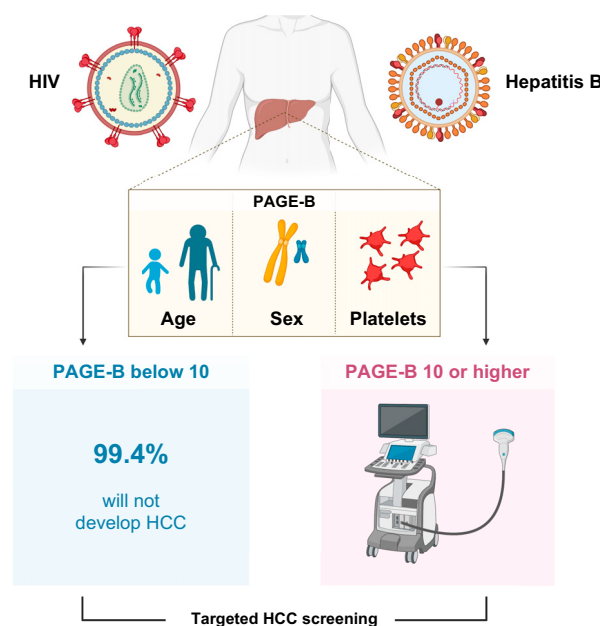 HIV
Hepatitis B
PAGE-B
Age
Sex
Platelets
PAGE-B below 10
PAGE-B 10 or higher
99.4%
will not
develop HCC
Targeted HCC screening